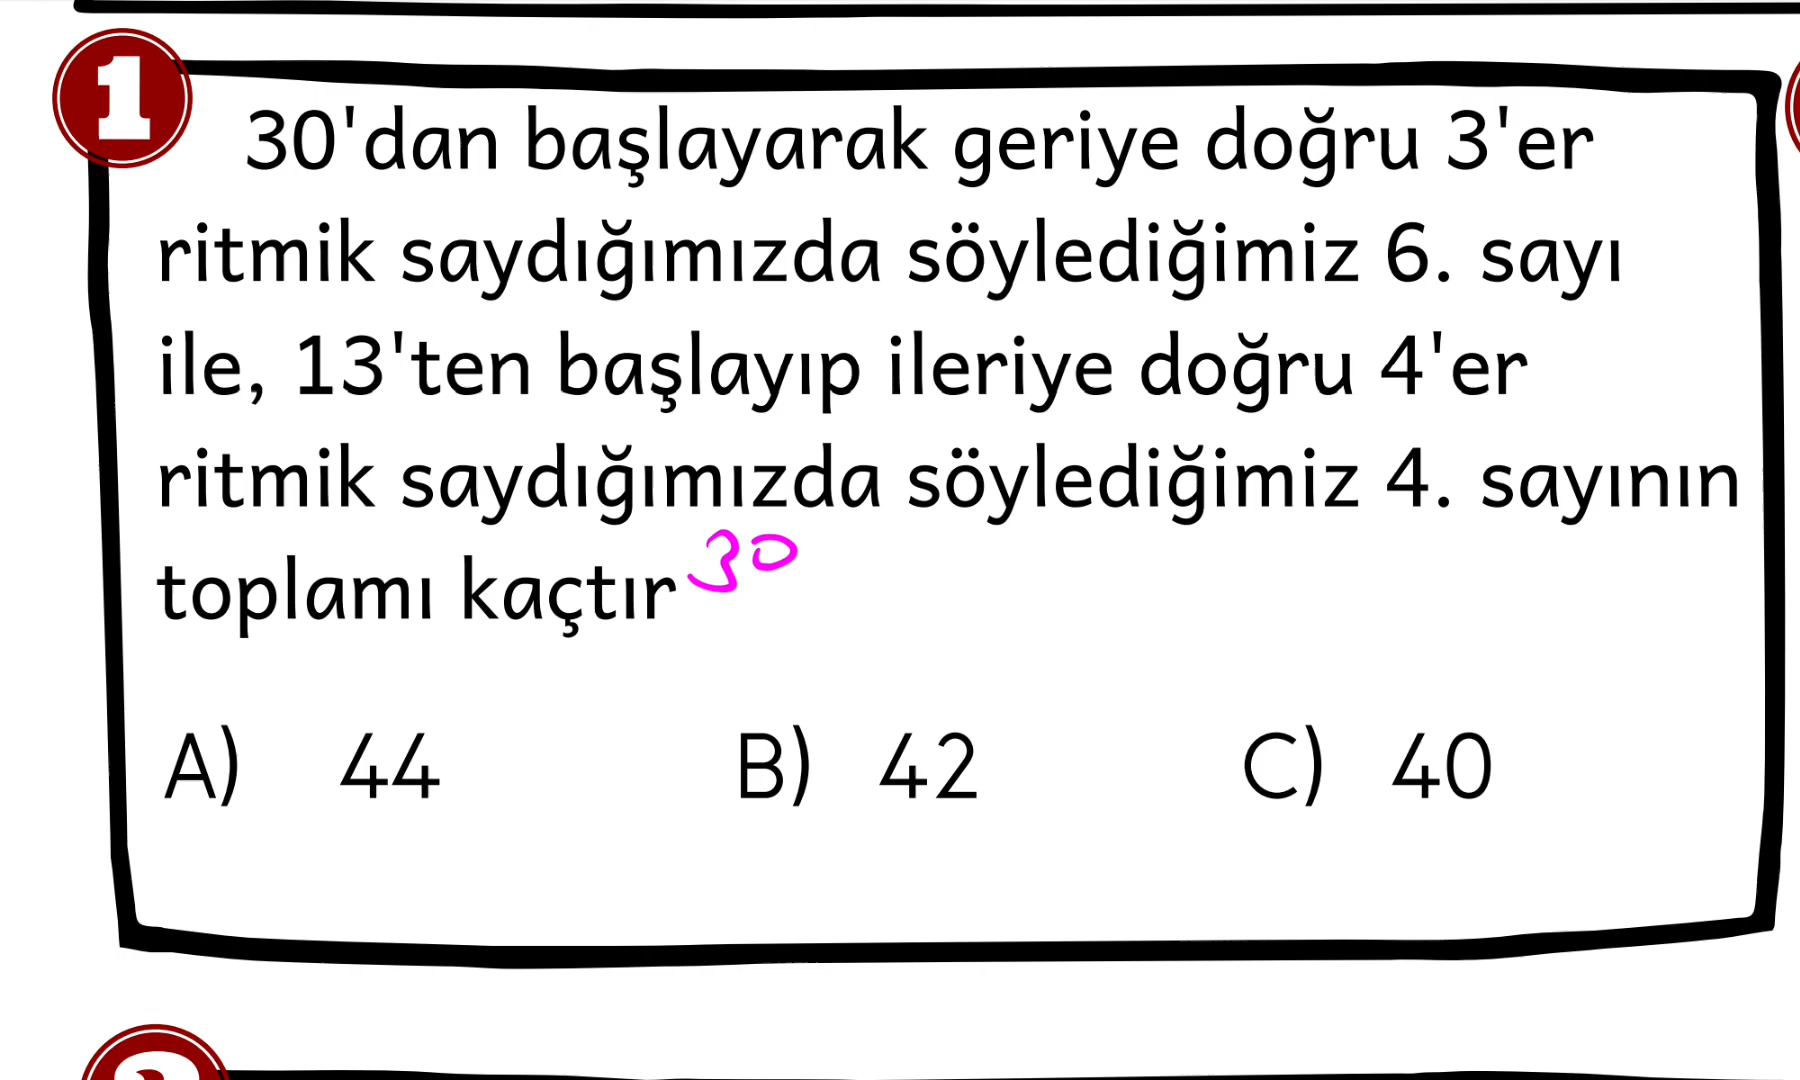 1
30'dan başlayarak geriye doğru 3'er
ritmik saydığımızda söylediğimiz 6. sayı
ile, 13'ten başlayıp ileriye doğru 4'er
ritmik saydığımızda söylediğimiz 4. sayının
toplamı kaçtır 30
A) 44 B) 42 C) 40